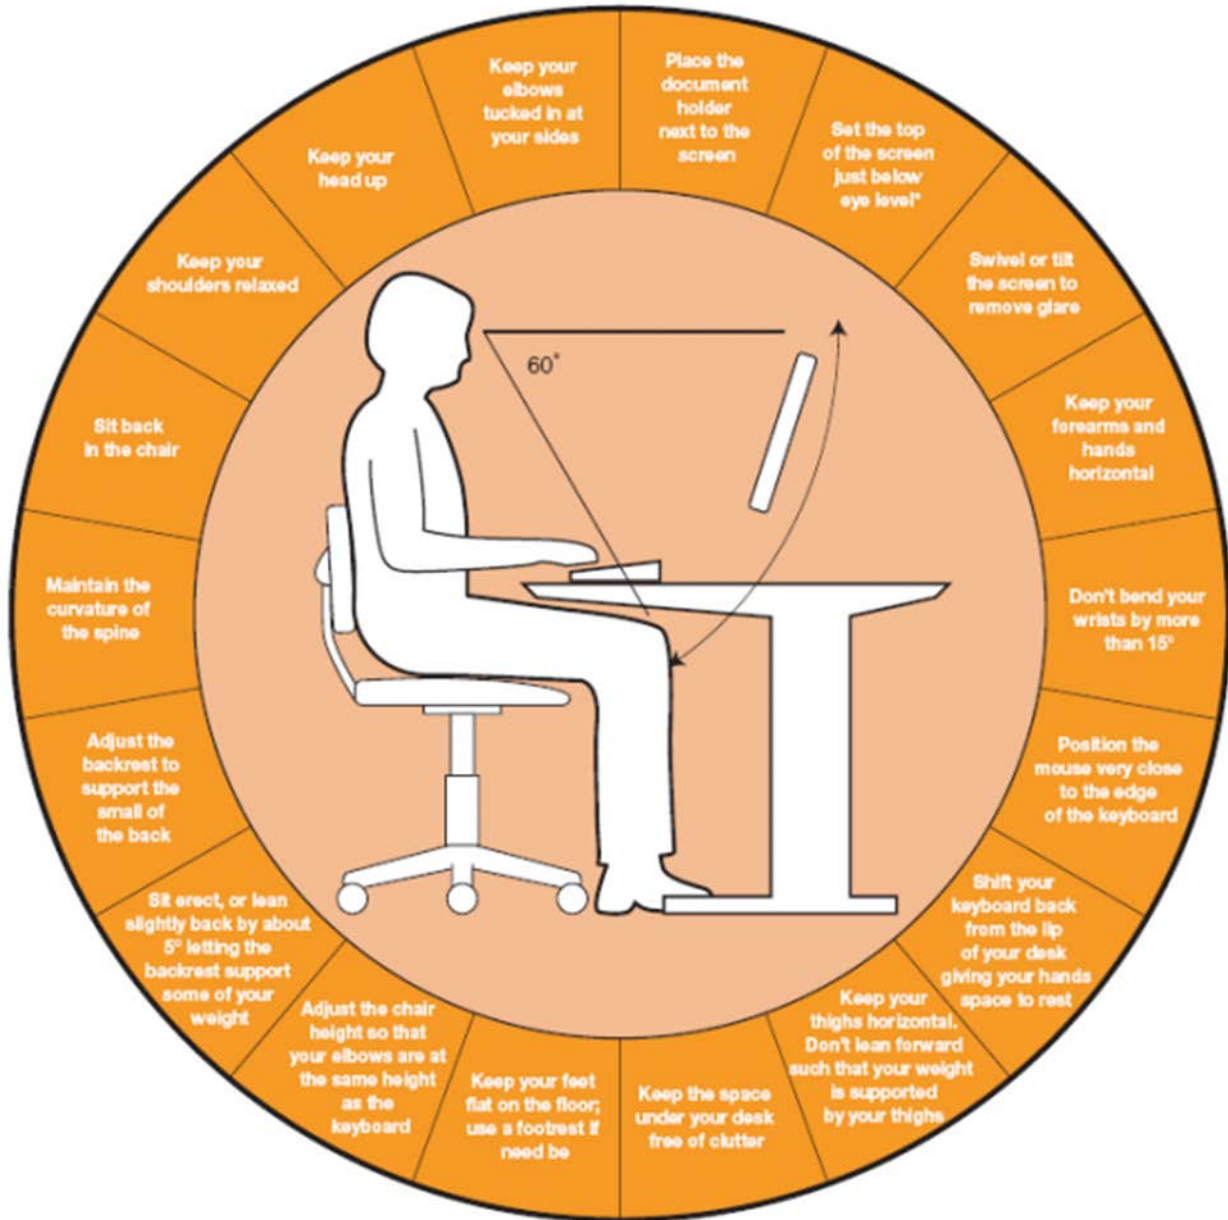 Place the
document
holder
next to the
screen
Set the top
of the screen
just below
eye level*
Swivel or tilt
the screen to
remove glare
Keep your
forearms and
hands
horizontal
Don't bend your
wrists by more
than 15°
Position the
mouse very close
to the edge
of the keyboard
Shift your
keyboard back
from the lip
of your desk
giving your hands
space to rest
Keep your
thighs horizontal.
Don't lean forward
such that your weight
is supported
by your thighs
Keep the space
under your desk
free of clutter
Keep your feet
flat on the floor;
use a footrest if
need be
Adjust the chair
height so that
your elbows are at
the same height
as the
keyboard
Sit erect, or lean
slightly back by about
5° letting the
backrest support
some of your
weight
Adjust the
backrest to
support the
small of
the back
Maintain the
curvature of
the spine
Sit back
in the chair
Keep your
shoulders relaxed
Keep your
head up
Keep your
elbows
tucked in at
your sides
60°